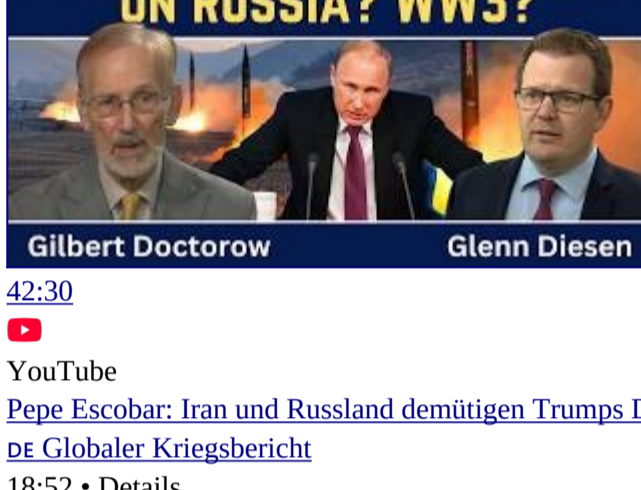 ON RUSSIA? WW3?
Gilbert Doctorow
Glenn Diesen
42:30
YouTube
Pepe Escobar: Iran und Russland demütigen Trumps
DE Globaler Kriegsbericht
18:52 • Details